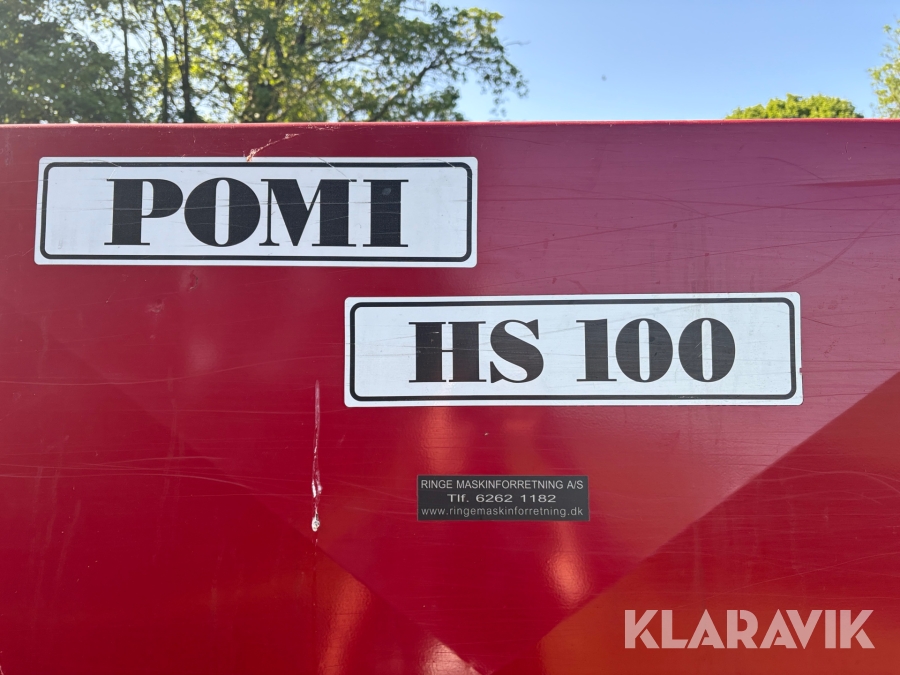 POMI
HS 100
RINGE MASKINFORRETNING A/S
Tlf. 6262 1182
www.ringemaskinforretning.dk
KLARAVIK